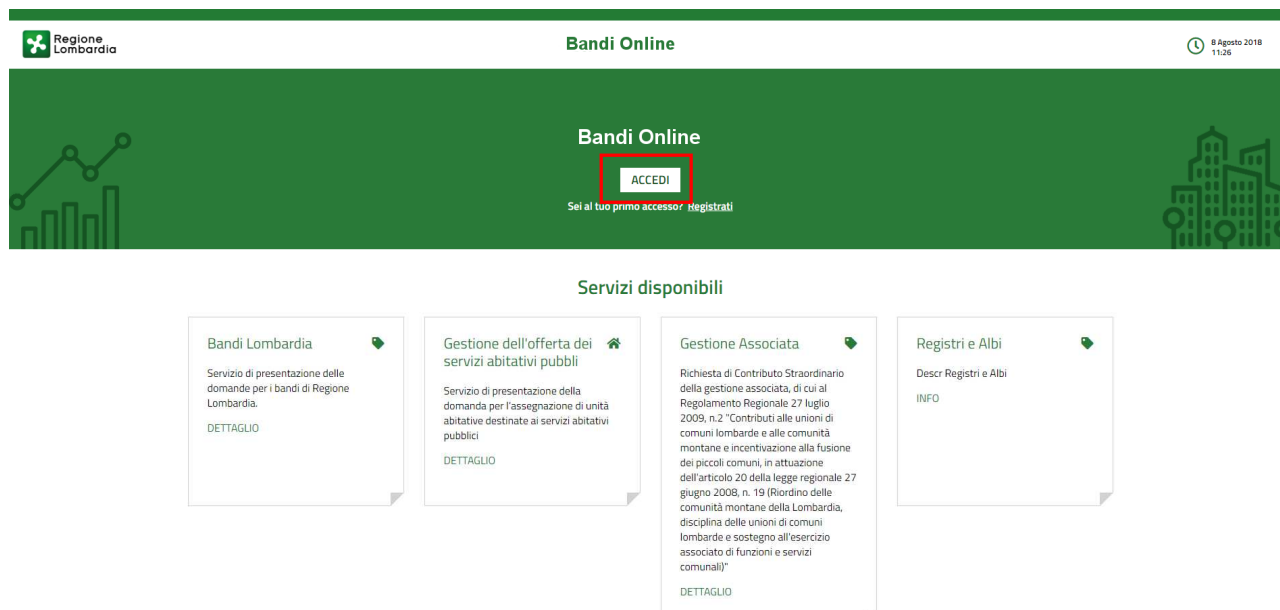 Regione
Lombardia
Bandi Online
8 Agosto 2018
11:26
Bandi Online
ACCEDI
Sei al tuo primo accesso? Registrati
Servizi disponibili
Bandi Lombardia
Servizio di presentazione delle
domande per i bandi di Regione
Lombardia.
DETTAGLIO
Gestione dell'offerta dei
servizi abitativi pubbli
Servizio di presentazione della
domanda per l'assegnazione di unità
abitative destinate ai servizi abitativi
pubblici
DETTAGLIO
Gestione Associata
Richiesta di Contributo Straordinario
della gestione associata, di cui al
Regolamento Regionale 27 luglio
2009, n.2 "Contributi alle unioni di
comuni lombarde e alle comunità
montane e incentivazione alla fusione
dei piccoli comuni, in attuazione
dell'articolo 20 della legge regionale 27
giugno 2008, n. 19 (Riordino delle
comunità montane della Lombardia,
disciplina delle unioni di comuni
lombarde e sostegno all'esercizio
associato di funzioni e servizi
comunali)"
DETTAGLIO
Registri e Albi
Descr Registri e Albi
INFO